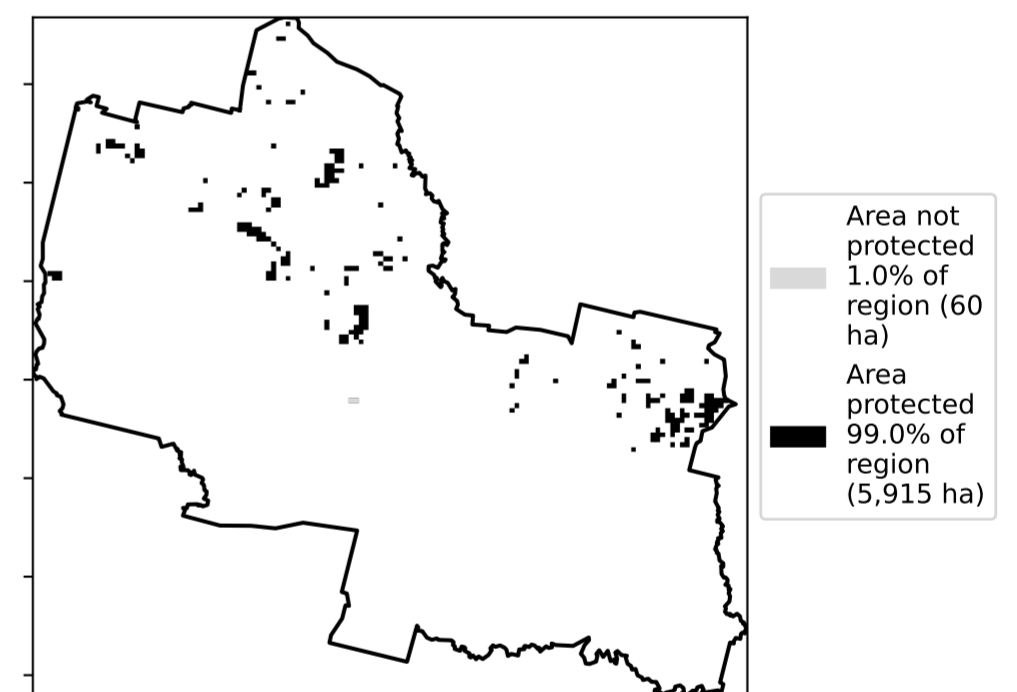 Area not
protected
1.0% of
region (60
ha)
Area
protected
99.0% of
region
(5,915 ha)